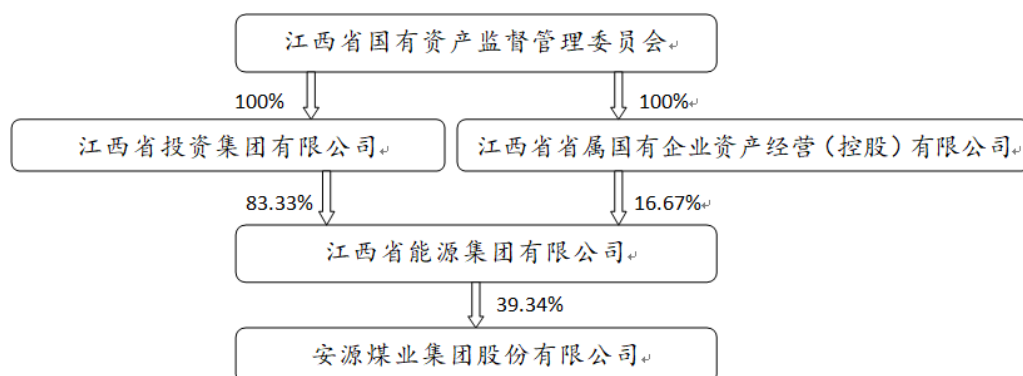 江西省国有资产监督管理委员会
100%
100%
江西省投资集团有限公司
江西省省属国有企业资产经营（控股）有限公司
83.33%
16.67%
江西省能源集团有限公司
39.34%
安源煤业集团股份有限公司